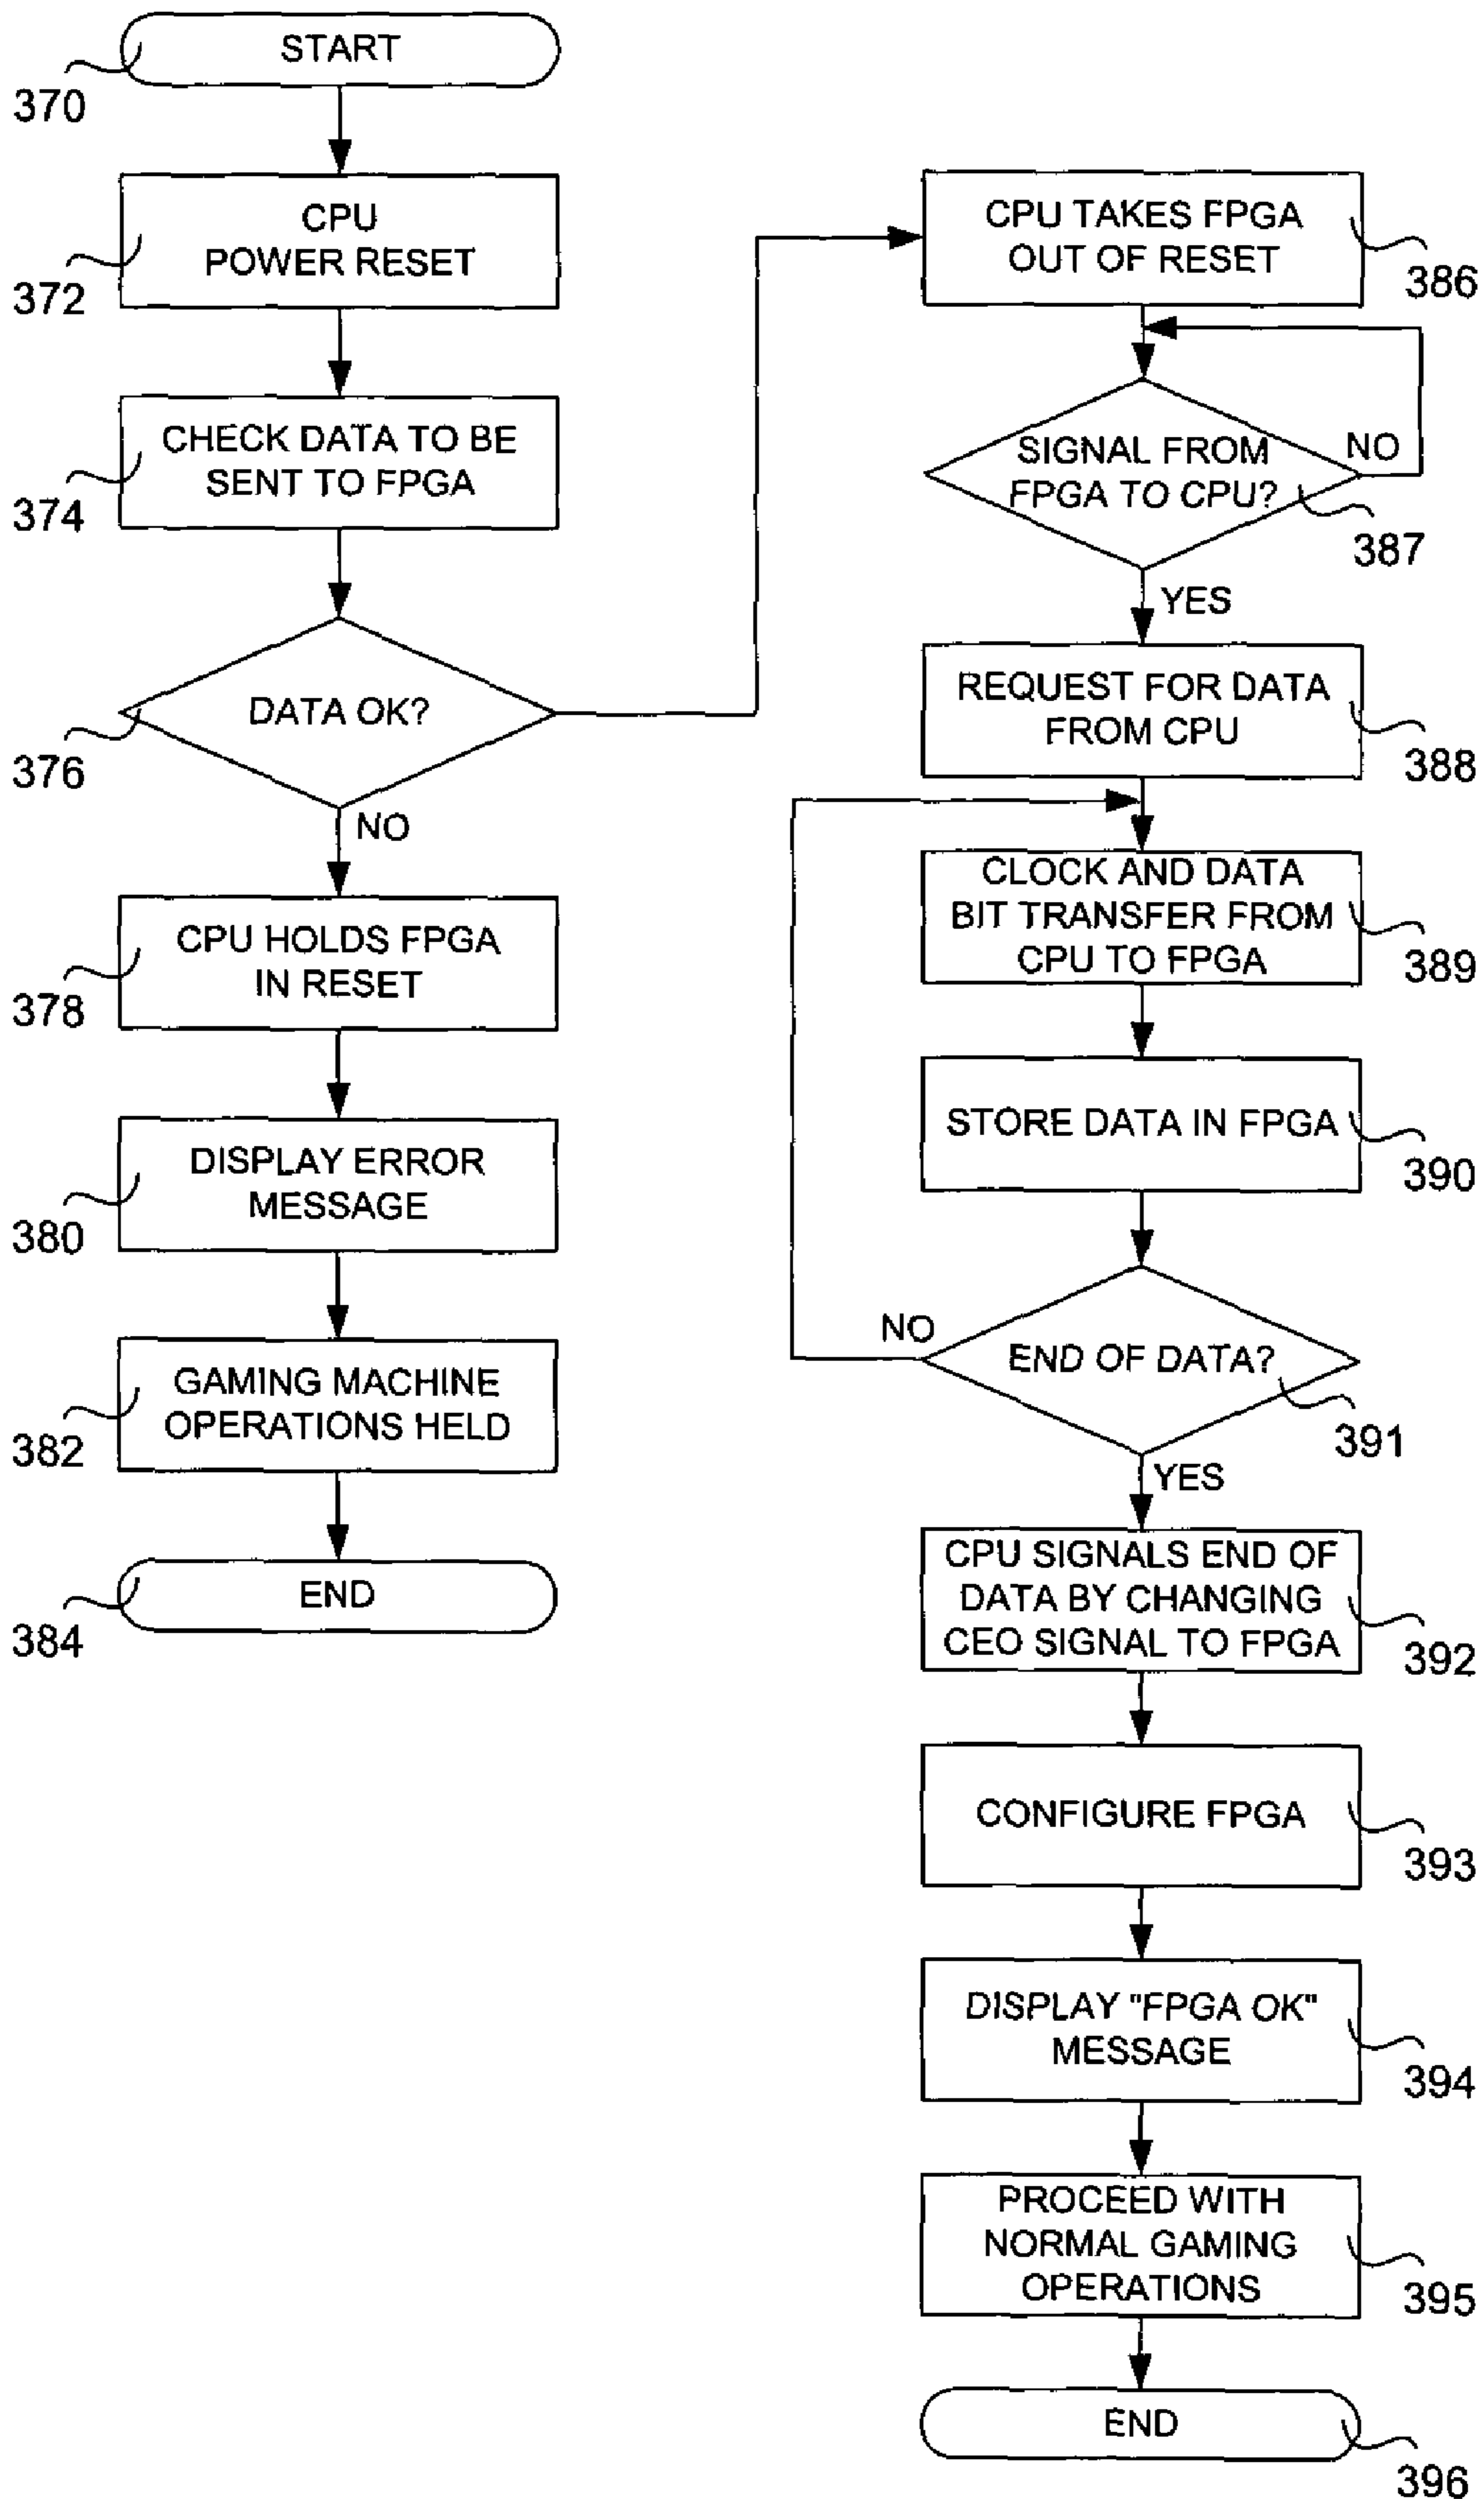 START
370
CPU
POWER RESET
372
CHECK DATA TO BE
SENT TO FPGA
374
DATA OK?
376
NO
CPU HOLDS FPGA
IN RESET
378
DISPLAY ERROR
MESSAGE
380
GAMING MACHINE
OPERATIONS HELD
382
END
384
CPU TAKES FPGA
OUT OF RESET
386
SIGNAL FROM
FPGA TO CPU?
NO
387
YES
REQUEST FOR DATA
FROM CPU
388
CLOCK AND DATA
BIT TRANSFER FROM
CPU TO FPGA
389
STORE DATA IN FPGA
390
NO
END OF DATA?
391
YES
CPU SIGNALS END OF
DATA BY CHANGING
CEO SIGNAL TO FPGA
392
CONFIGURE FPGA
393
DISPLAY "FPGA OK"
MESSAGE
394
PROCEED WITH
NORMAL GAMING
OPERATIONS
395
END
396